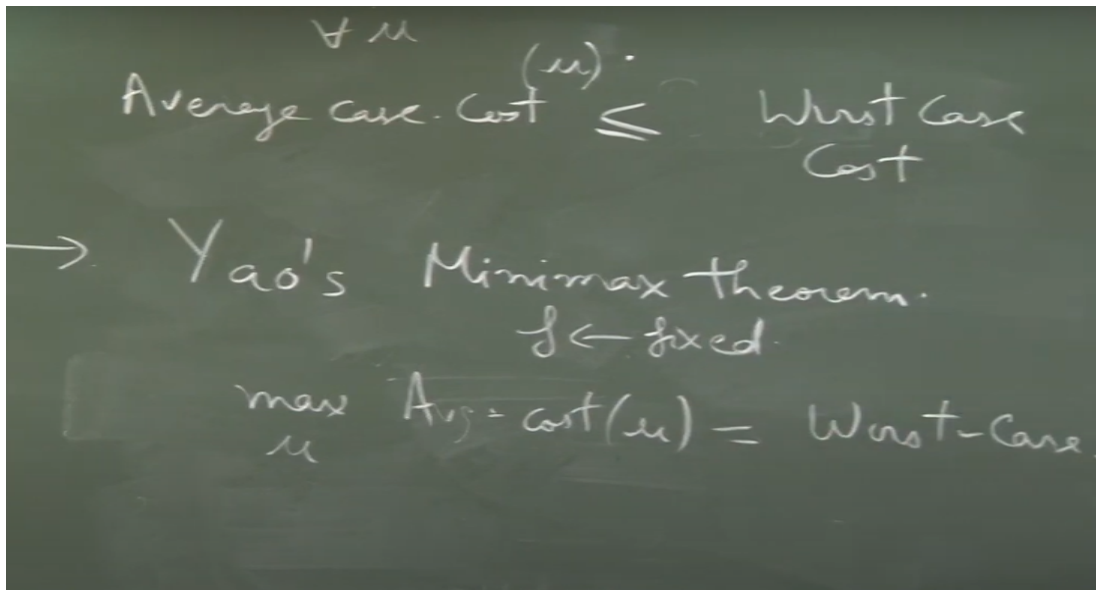 ∀ μ
Average case cost (μ) ≤ Worst Case
Cost
→ Yao's Minimax theorem.
f ← fixed.
max Avg-cost(μ) = Worst-Case
μ